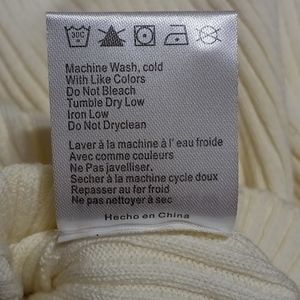 30C
Machine Wash, cold
With Like Colors
Do Not Bleach
Tumble Dry Low
Iron Low
Do Not Dryclean
Laver à la machine à l' eau froide
Avec comme couleurs
Ne Pas javelliser.
Secher à la machine cycle doux
Repasser au fer froid
Ne pas nettoyer à sec
Hecho en China